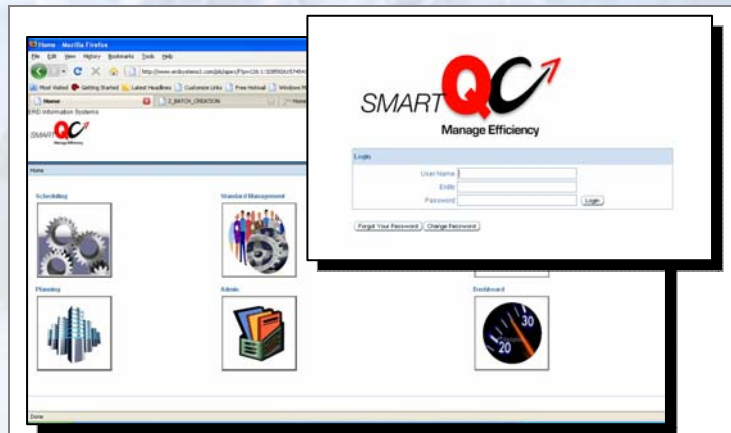 Home - Mozilla Firefox
File Edit View History Bookmarks Tools Help
Most Visited Getting Started Latest Headlines Customize Links Free Hotmail Windows M
Home
2_BATCH_CREATION
ERD Information Systems
SMART QC
Manage Efficiency
Home
Scheduling
Standard Management
Planning
Admin
Dashboard
20
30
Done
SMART QC
Manage Efficiency
Login
User Name
Entity
Password
Login
Forgot Your Password
Change Password